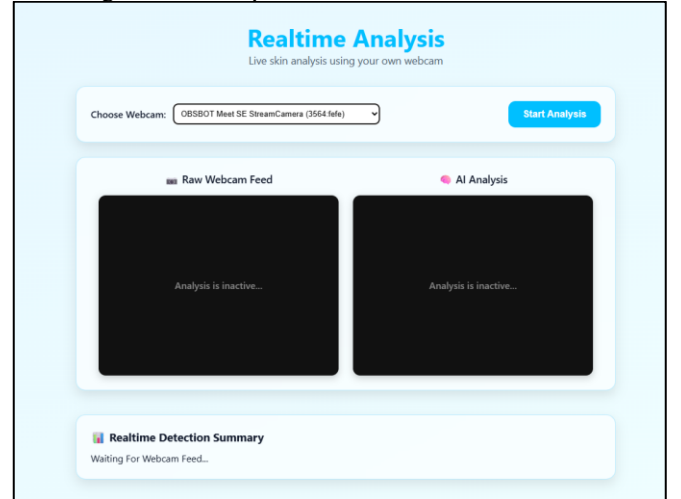 Realtime Analysis
Live skin analysis using your own webcam
Choose Webcam: OBSBOT Meet SE StreamCamera (3564:fefe) Start Analysis
Raw Webcam Feed AI Analysis
Analysis is inactive... Analysis is inactive...
Realtime Detection Summary
Waiting For Webcam Feed...